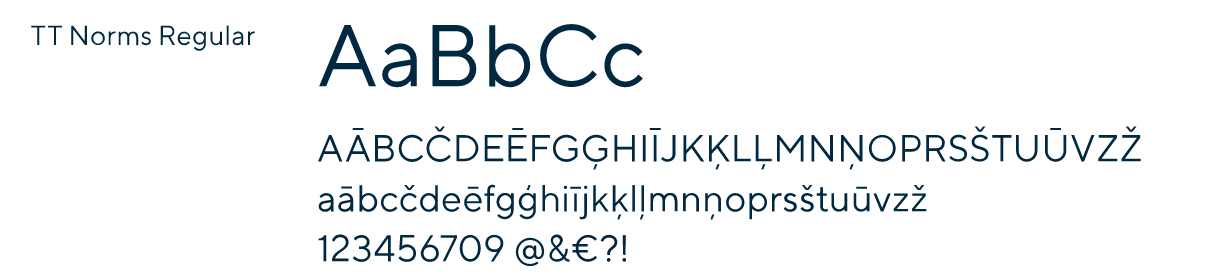 TT Norms Regular
AaBbCc
AĀBCČDEĒFGĢHIĪJKĶLĻMNŅOPRSŠTUŪVZŽ
aābcčdeēfgģhiījkķlļmnņoprsštuūvzž
123456709 @&€?!